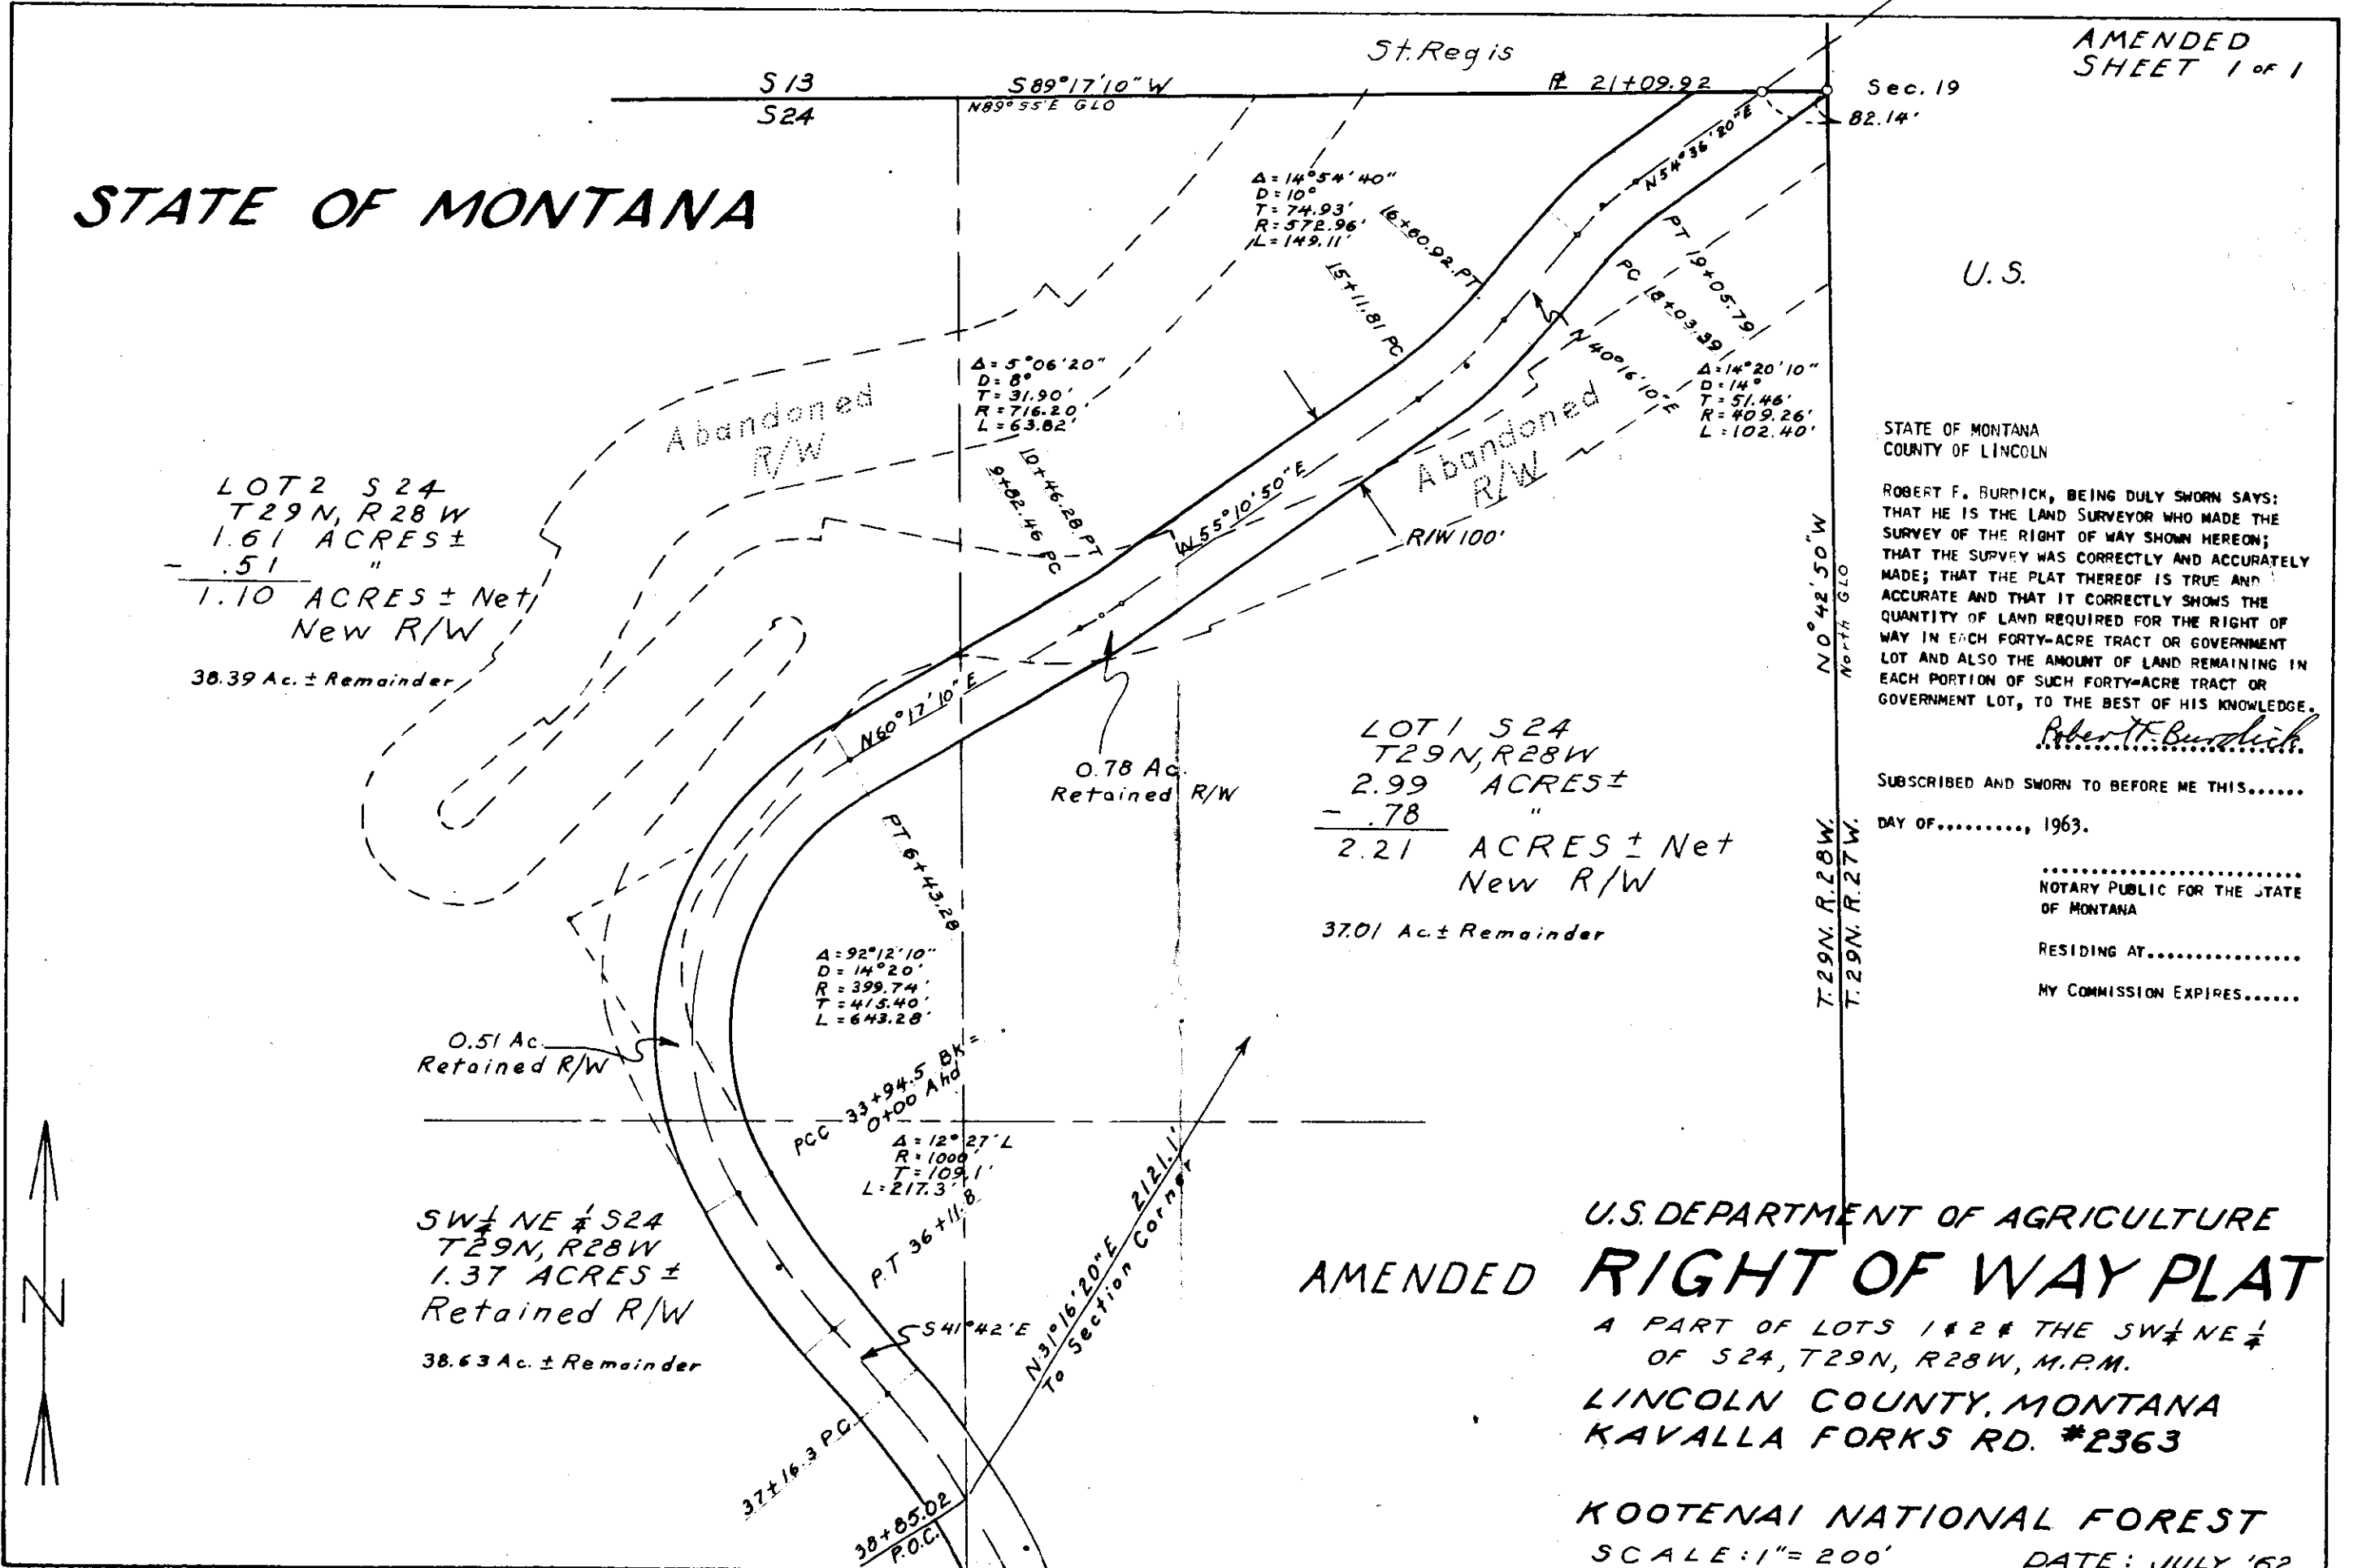 AMENDED
SHEET 1 OF 1
St. Regis
S 13
S 89°17'10" W
PL 21+09.92
Sec. 19
S24
N89°55'E GLO
82.14'
STATE OF MONTANA
N54°36'20"E
Δ=14°54'40"
D=10°
T=74.93'
R=572.96'
L=149.11'
16+60.92 PT
15+11.81 PC
PT 19+05.79
PC 18+03.39
U.S.
N40°16'10"E
Δ=14°20'10"
D=14°
T=51.46'
R=409.26'
L=102.40'
Δ=5°06'20"
D=8°
T=31.90'
R=716.20'
L=63.82'
10+46.28 PT
9+82.46 PC
Abandoned
R/W
Abandoned
R/W
N 55°10'50"E
R/W 100'
LOT 2 S 24
T 29 N, R 28 W
1.61 ACRES ±
- .51 "
1.10 ACRES ± Net
New R/W
38.39 Ac. ± Remainder
N0°42'50"W
North GLO
STATE OF MONTANA
COUNTY OF LINCOLN
ROBERT F. BURDICK, BEING DULY SWORN SAYS:
THAT HE IS THE LAND SURVEYOR WHO MADE THE
SURVEY OF THE RIGHT OF WAY SHOWN HEREON;
THAT THE SURVEY WAS CORRECTLY AND ACCURATELY
MADE; THAT THE PLAT THEREOF IS TRUE AND
ACCURATE AND THAT IT CORRECTLY SHOWS THE
QUANTITY OF LAND REQUIRED FOR THE RIGHT OF
WAY IN EACH FORTY-ACRE TRACT OR GOVERNMENT
LOT AND ALSO THE AMOUNT OF LAND REMAINING IN
EACH PORTION OF SUCH FORTY-ACRE TRACT OR
GOVERNMENT LOT, TO THE BEST OF HIS KNOWLEDGE.
Robert F. Burdick
SUBSCRIBED AND SWORN TO BEFORE ME THIS......
DAY OF.........., 1963.
NOTARY PUBLIC FOR THE STATE
OF MONTANA
RESIDING AT................
MY COMMISSION EXPIRES......
N60°17'10"E
0.78 Ac.
Retained R/W
LOT 1 S 24
T29N, R28W
2.99 ACRES ±
- .78 "
2.21 ACRES ± Net
New R/W
37.01 Ac. ± Remainder
T. 29N. R. 28W.
T. 29N. R. 27W.
PT 6+43.28
Δ=92°12'10"
D=14°20'
R=399.74'
T=415.40'
L=643.28'
0.51 Ac.
Retained R/W
PCC 33+94.5 BK=
0+00 Ahd
Δ=12°27'L
R=1000'
T=109.1'
L=217.3'
P.T 36+11.8
SW¼ NE¼ S24
T29N, R28W
1.37 ACRES ±
Retained R/W
38.63 Ac. ± Remainder
N
S41°42'E
N31°16'20"E 2121.1'
To Section Corner
37+16.3 P.C.
38+85.02
P.O.C.
U.S. DEPARTMENT OF AGRICULTURE
AMENDED RIGHT OF WAY PLAT
A PART OF LOTS 1 & 2 & THE SW¼ NE¼
OF S24, T29N, R28W, M.P.M.
LINCOLN COUNTY, MONTANA
KAVALLA FORKS RD. #2363
KOOTENAI NATIONAL FOREST
SCALE: 1"= 200' DATE: JULY '62